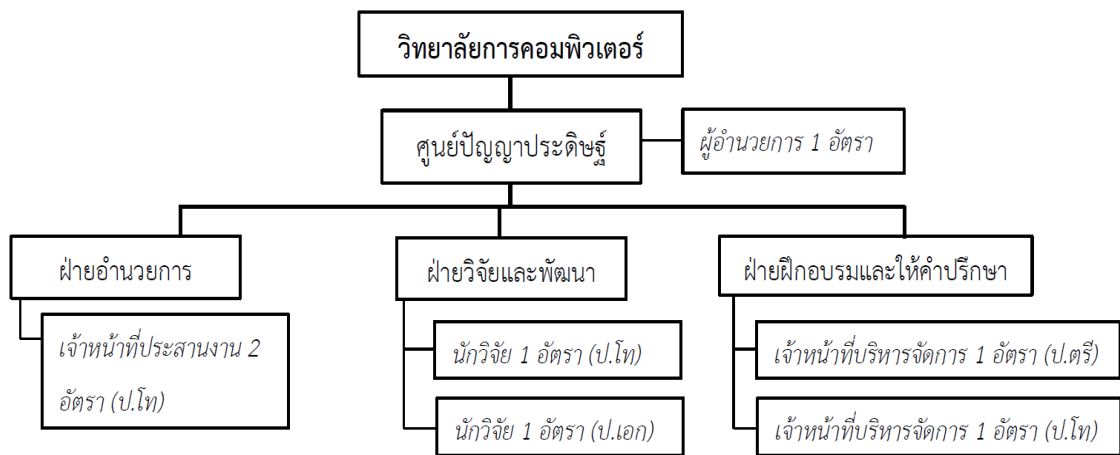 วิทยาลัยการคอมพิวเตอร์
ศูนย์ปัญญาประดิษฐ์
ผู้อำนวยการ 1 อัตรา
ฝ่ายอำนวยการ
ฝ่ายวิจัยและพัฒนา
ฝ่ายฝึกอบรมและให้คำปรึกษา
เจ้าหน้าที่ประสานงาน 2
อัตรา (ป.โท)
นักวิจัย 1 อัตรา (ป.โท)
นักวิจัย 1 อัตรา (ป.เอก)
เจ้าหน้าที่บริหารจัดการ 1 อัตรา (ป.ตรี)
เจ้าหน้าที่บริหารจัดการ 1 อัตรา (ป.โท)